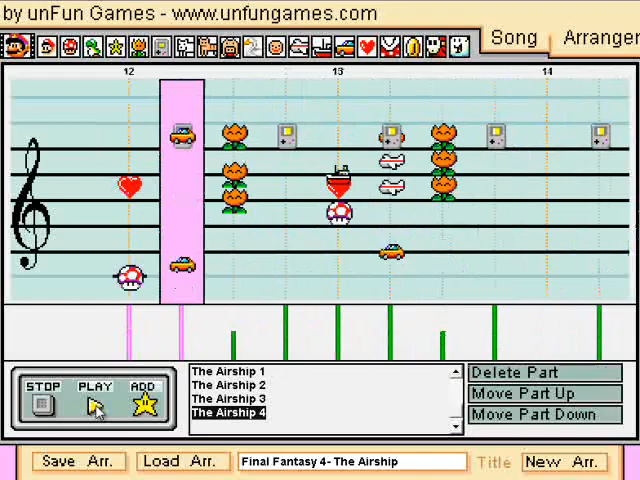 by unFun Games - www.unfungames.com
Song
Arranger
12
13
14
STOP
PLAY
ADD
The Airship 1
The Airship 2
The Airship 3
The Airship 4
Delete Part
Move Part Up
Move Part Down
Save Arr.
Load Arr.
Final Fantasy 4- The Airship
Title
New Arr.